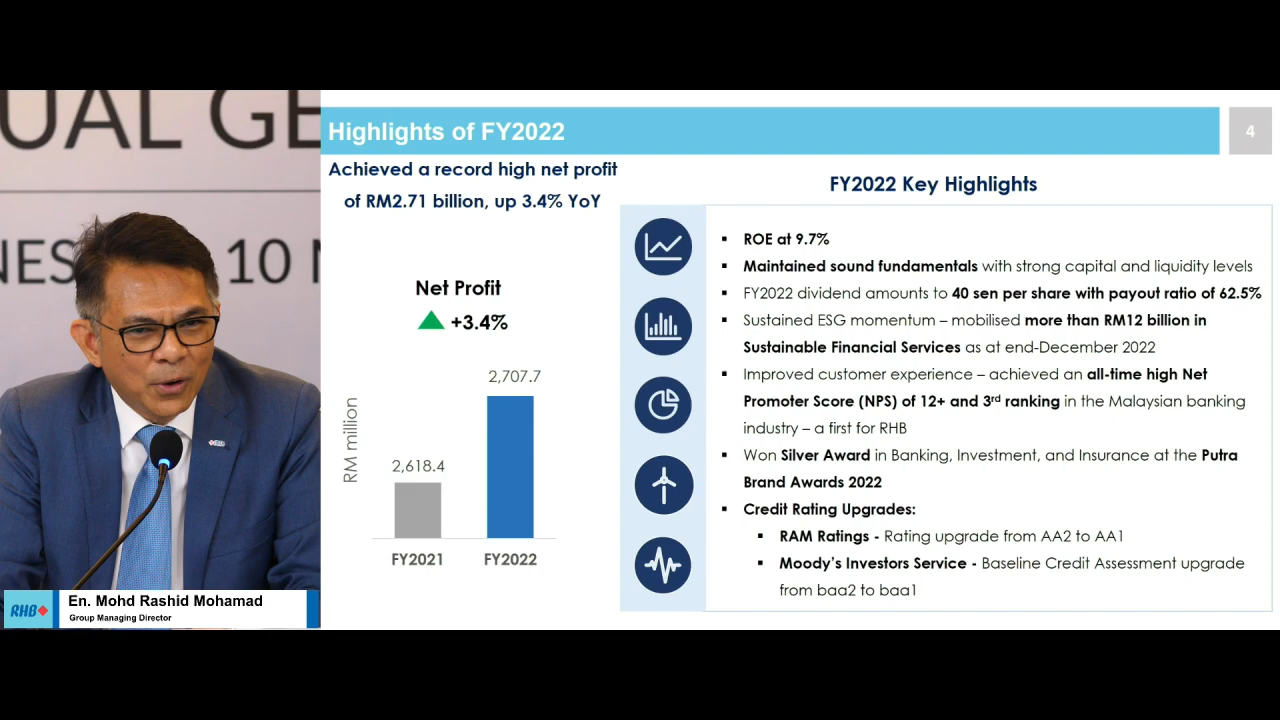 UAL GE
NES
10
Highlights of FY2022
4
Achieved a record high net profit
of RM2.71 billion, up 3.4% YoY
Net Profit
+3.4%
2,707.7
2,618.4
RM million
FY2021
FY2022
FY2022 Key Highlights
▪ ROE at 9.7%
▪ Maintained sound fundamentals with strong capital and liquidity levels
▪ FY2022 dividend amounts to 40 sen per share with payout ratio of 62.5%
▪ Sustained ESG momentum – mobilised more than RM12 billion in
Sustainable Financial Services as at end-December 2022
▪ Improved customer experience – achieved an all-time high Net
Promoter Score (NPS) of 12+ and 3rd ranking in the Malaysian banking
industry – a first for RHB
▪ Won Silver Award in Banking, Investment, and Insurance at the Putra
Brand Awards 2022
▪ Credit Rating Upgrades:
▪ RAM Ratings - Rating upgrade from AA2 to AA1
▪ Moody's Investors Service - Baseline Credit Assessment upgrade
from baa2 to baa1
RHB
En. Mohd Rashid Mohamad
Group Managing Director